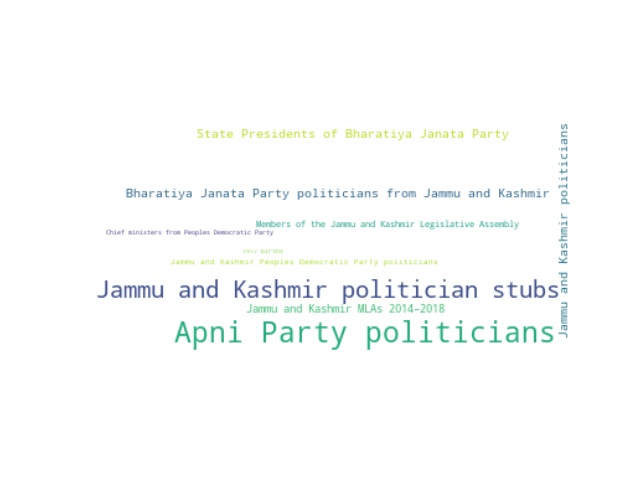 State Presidents of Bharatiya Janata Party
Bharatiya Janata Party politicians from Jammu and Kashmir
Members of the Jammu and Kashmir Legislative Assembly
Chief ministers from Peoples Democratic Party
Jammu and Kashmir Peoples Democratic Party politicians
Jammu and Kashmir politician stubs
Jammu and Kashmir MLAs 2014–2018
Apni Party politicians
Jammu and Kashmir politicians